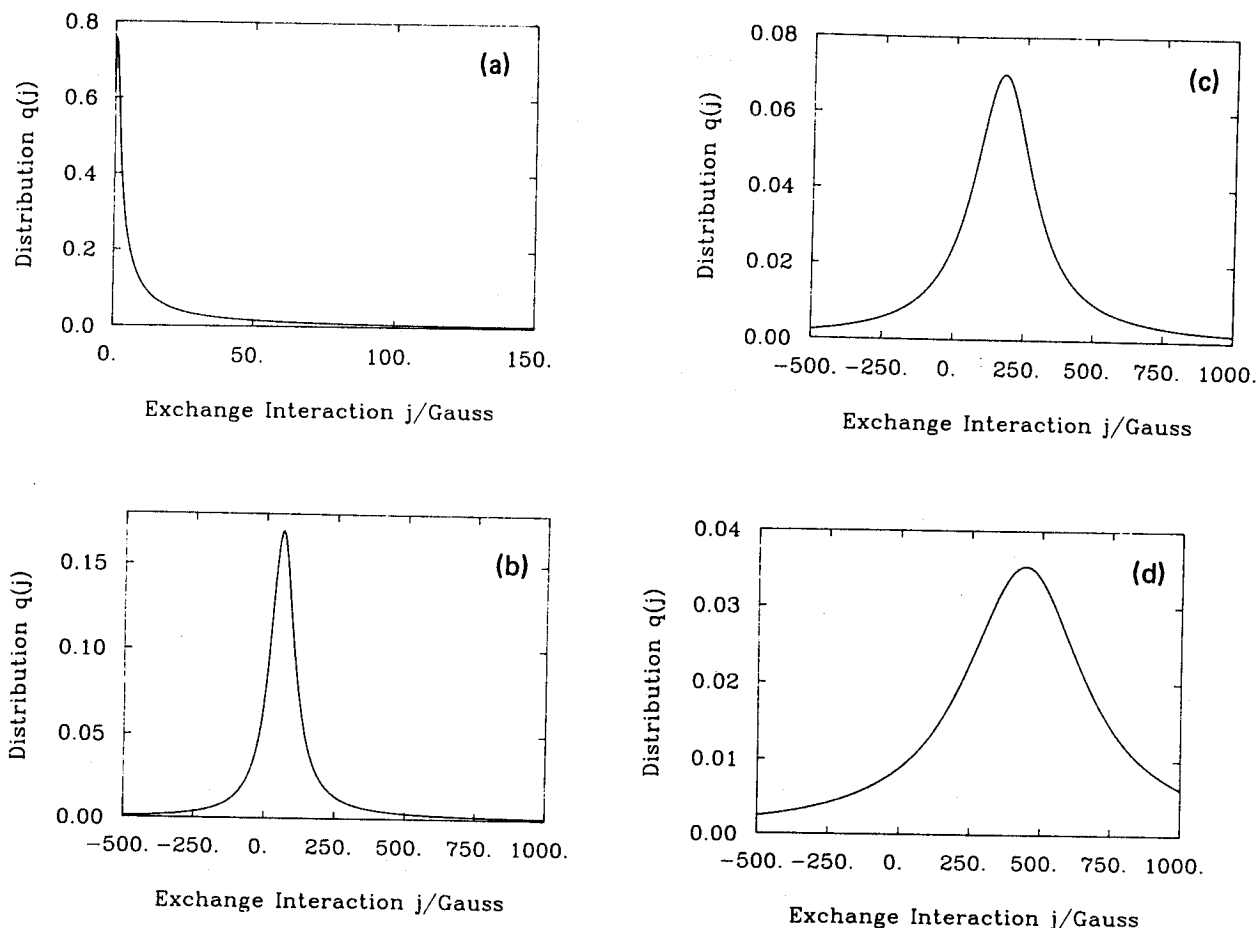 (a)
Distribution q(j)
0.8
0.6
0.4
0.2
0.0
0. 50. 100. 150.
Exchange Interaction j/Gauss
(b)
Distribution q(j)
0.15
0.10
0.05
0.00
−500. −250. 0. 250. 500. 750. 1000.
Exchange Interaction j/Gauss
(c)
Distribution q(j)
0.08
0.06
0.04
0.02
0.00
−500. −250. 0. 250. 500. 750. 1000.
Exchange Interaction j/Gauss
(d)
Distribution q(j)
0.04
0.03
0.02
0.01
0.00
−500. −250. 0. 250. 500. 750. 1000.
Exchange Interaction j/Gauss